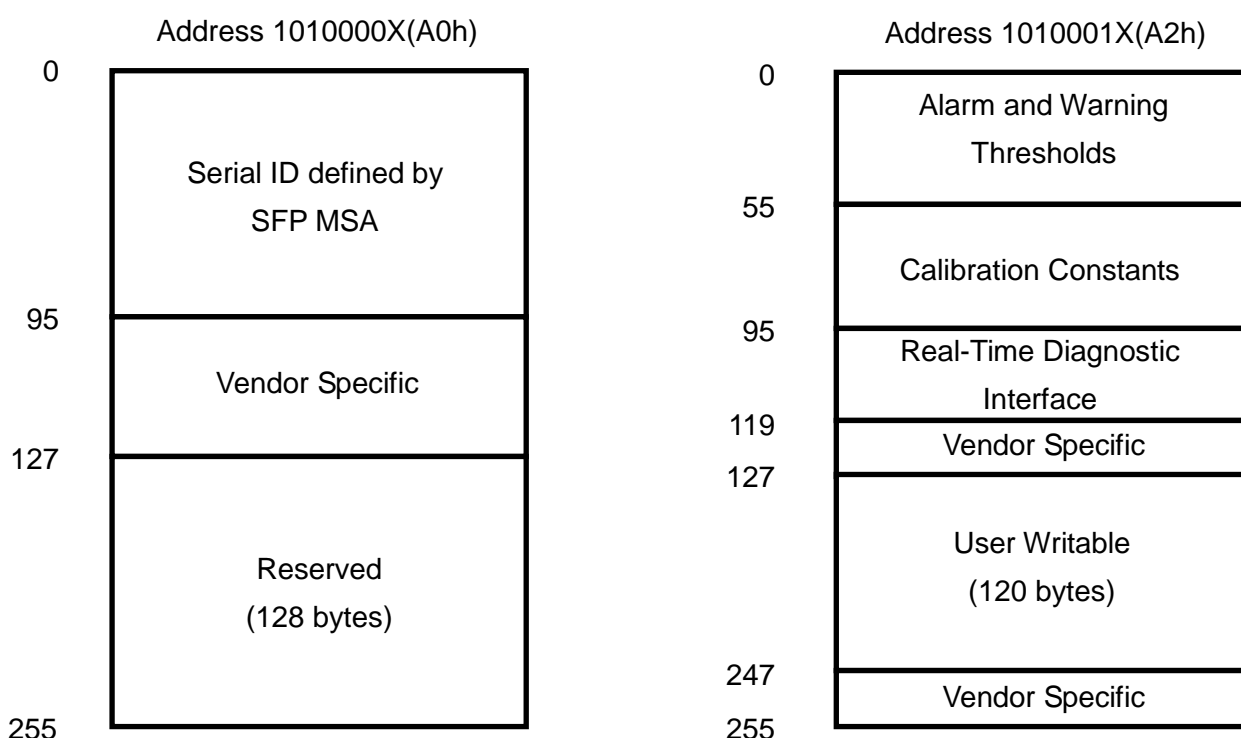 Address 1010000X(A0h)
0
Serial ID defined by
SFP MSA
95
Vendor Specific
127
Reserved
(128 bytes)
255
Address 1010001X(A2h)
0
Alarm and Warning
Thresholds
55
Calibration Constants
95
Real-Time Diagnostic
Interface
119
Vendor Specific
127
User Writable
(120 bytes)
247
Vendor Specific
255